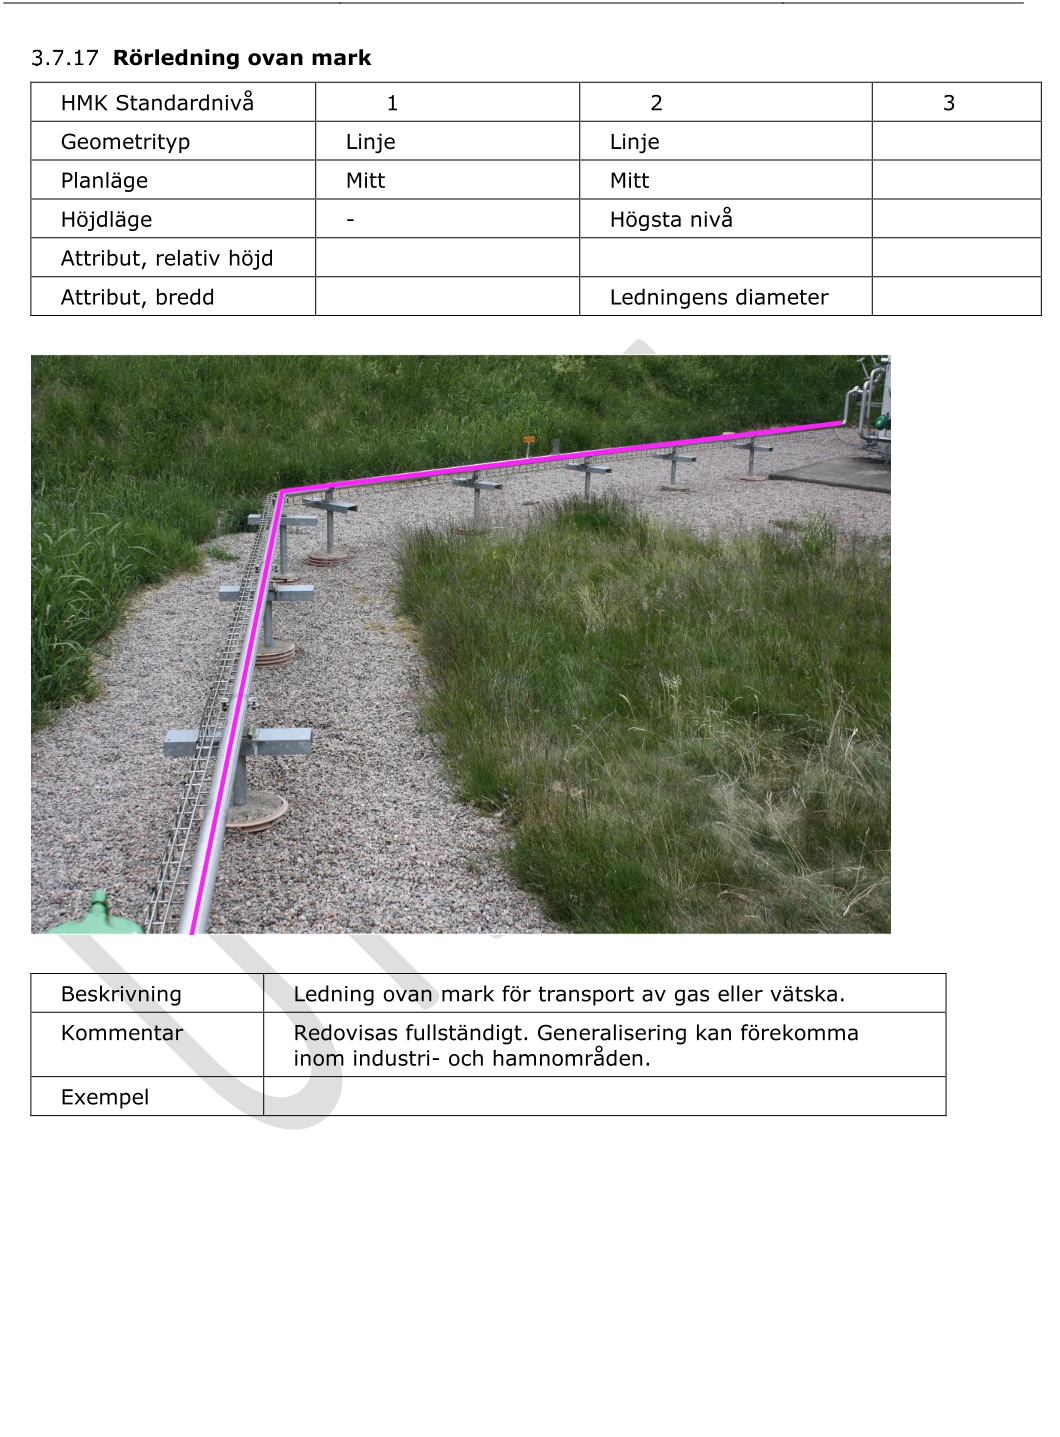 3.7.17 Rörledning ovan mark
HMK Standardnivå 1 2 3
Geometrityp Linje Linje
Planläge Mitt Mitt
Höjdläge - Högsta nivå
Attribut, relativ höjd
Attribut, bredd Ledningens diameter
Beskrivning Ledning ovan mark för transport av gas eller vätska.
Kommentar Redovisas fullständigt. Generalisering kan förekomma
inom industri- och hamnområden.
Exempel